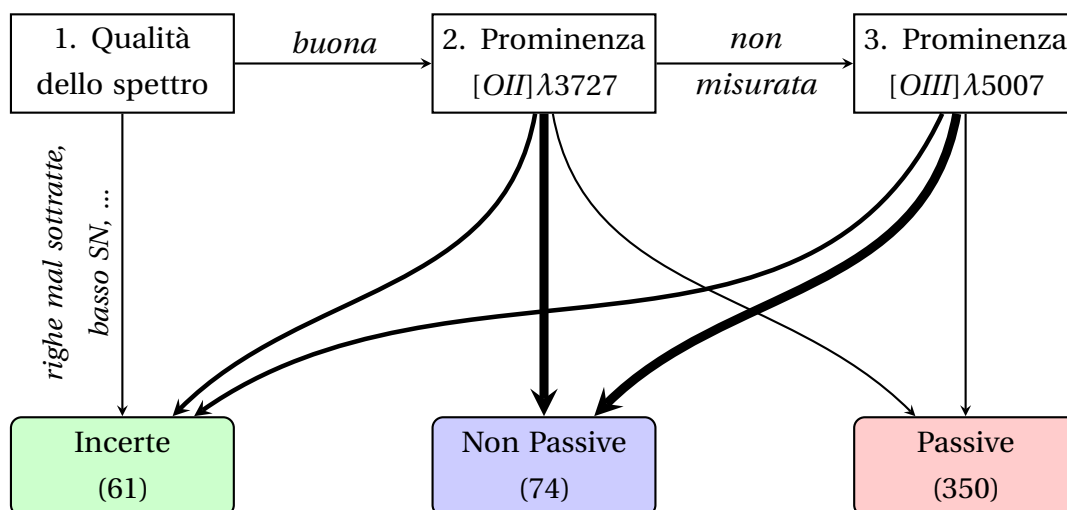 1. Qualità
dello spettro
buona
2. Prominenza
[OII]λ3727
non
misurata
3. Prominenza
[OIII]λ5007
righe mal sottratte,
basso SN, ...
Incerte
(61)
Non Passive
(74)
Passive
(350)